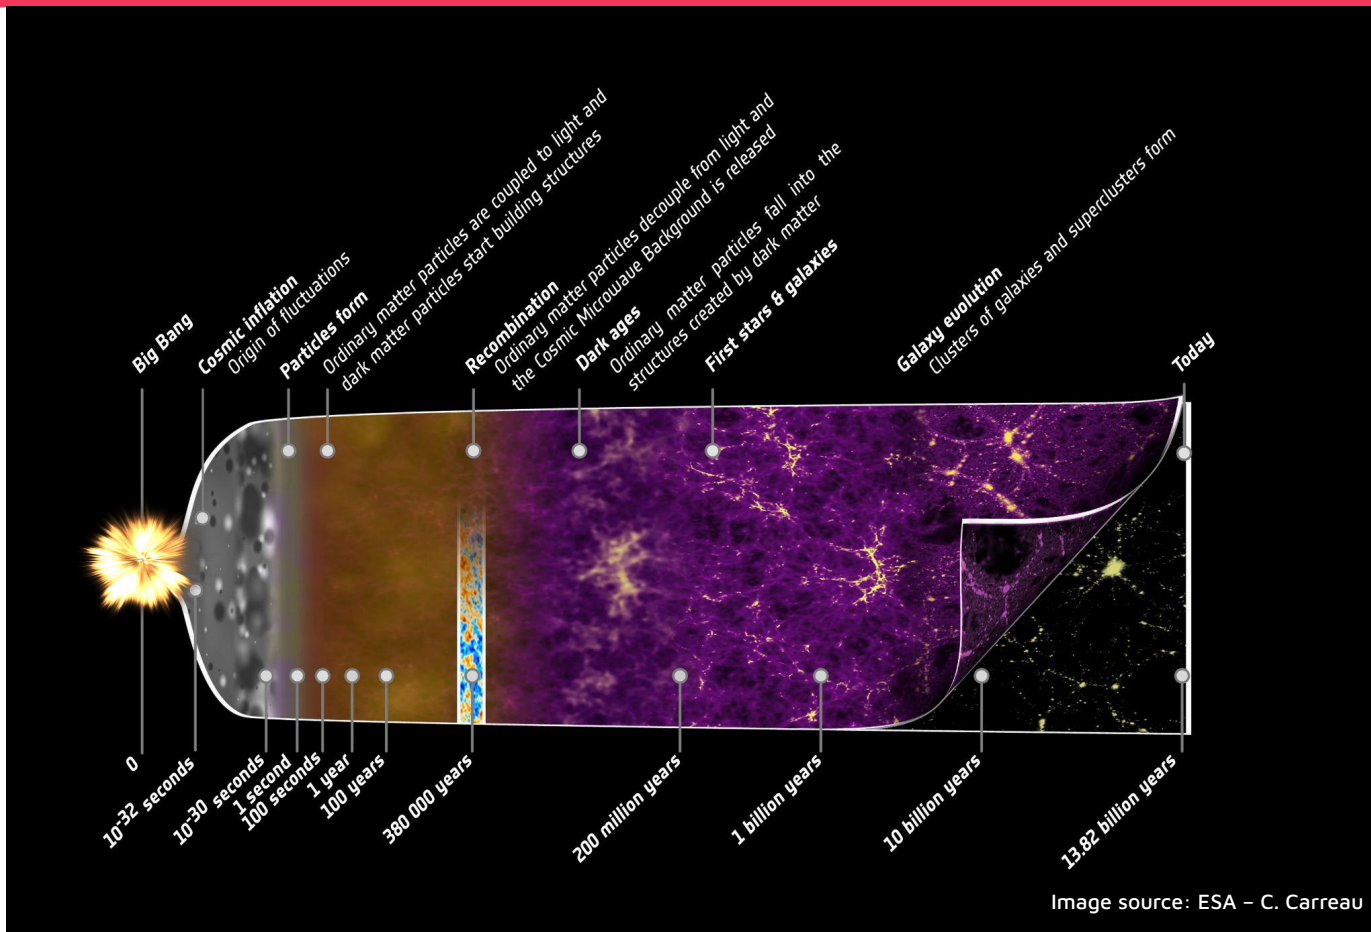 Big Bang
Cosmic inflation
Origin of fluctuations
Particles form
Ordinary matter particles are coupled to light and
dark matter particles start building structures
Recombination
Ordinary matter particles decouple from light and
the Cosmic Microwave Background is released
Dark ages
Ordinary matter particles fall into the
structures created by dark matter
First stars & galaxies
Galaxy evolution
Clusters of galaxies and superclusters form
Today
0
10-32 seconds
10-30 seconds
1 second
100 seconds
1 year
100 years
380 000 years
200 million years
1 billion years
10 billion years
13.82 billion years
Image source: ESA – C. Carreau